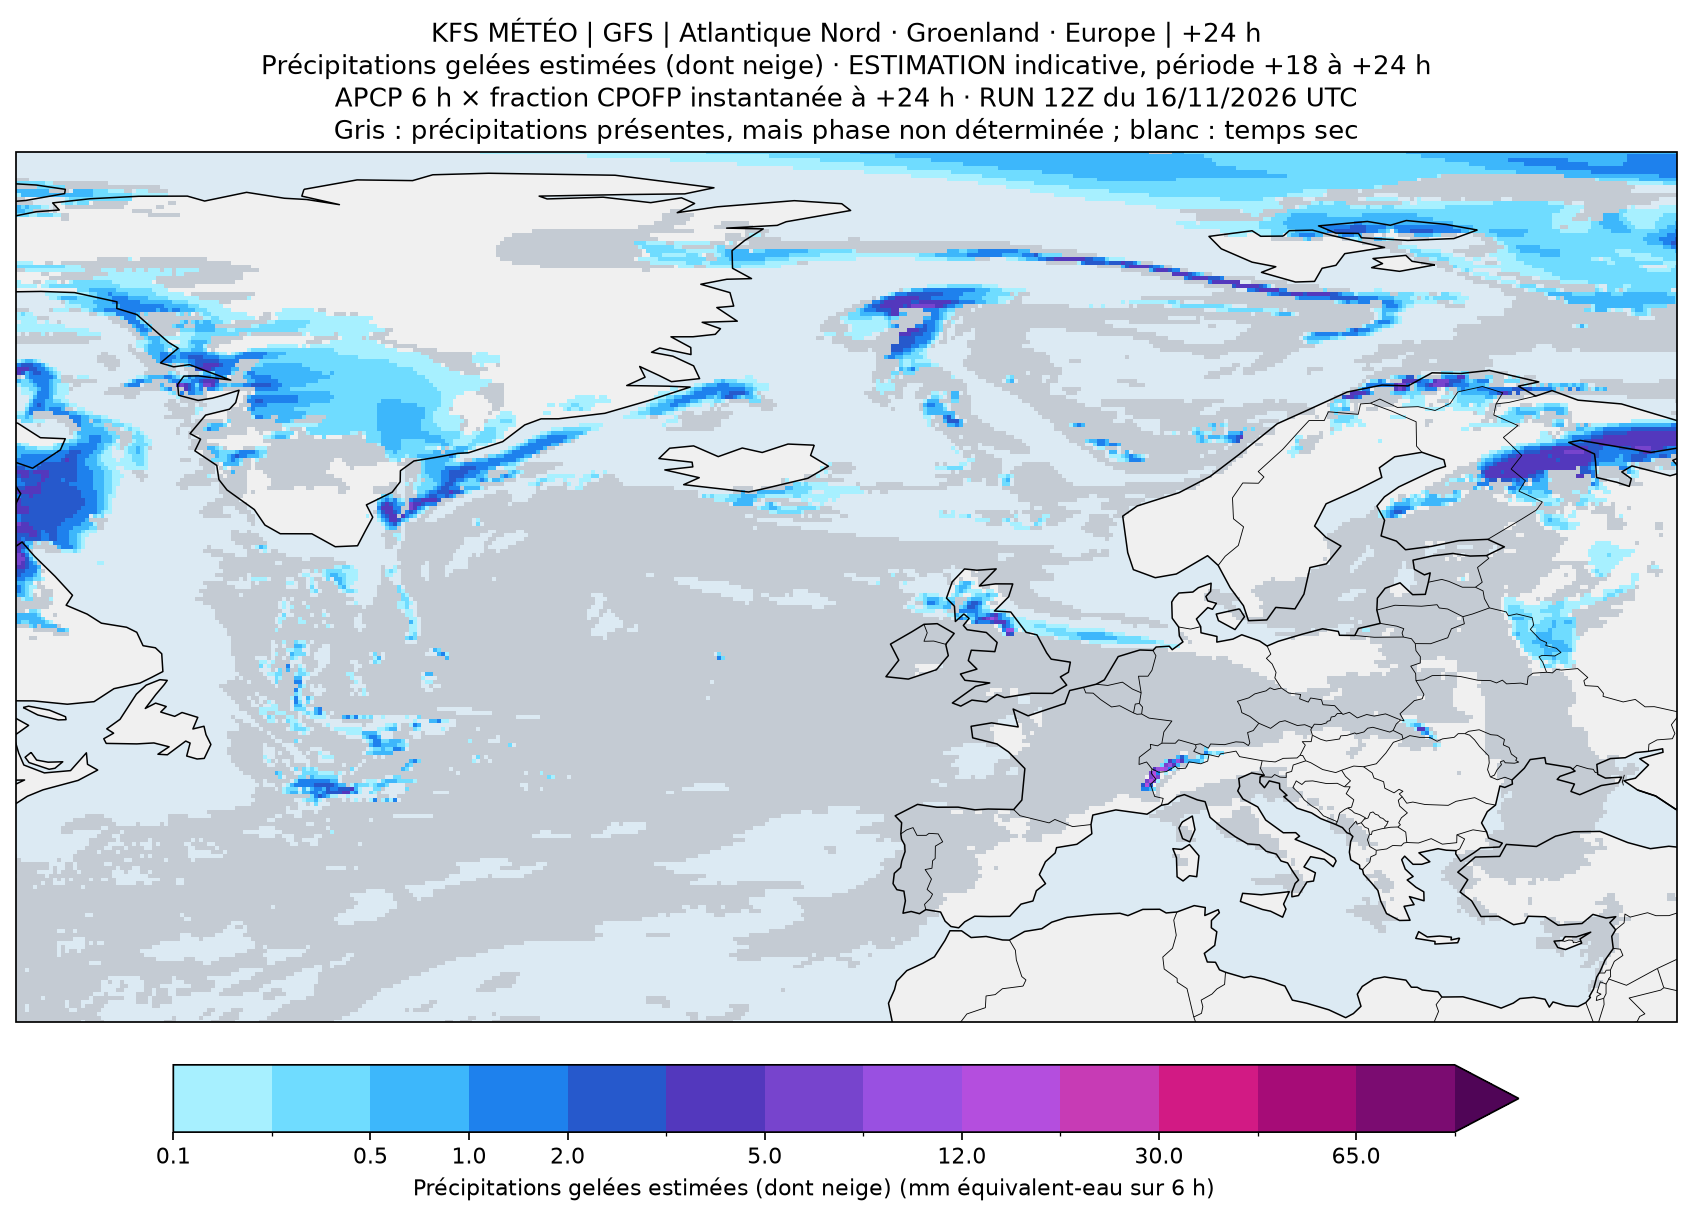 KFS MÉTÉO | GFS | Atlantique Nord · Groenland · Europe | +24 h
Précipitations gelées estimées (dont neige) · ESTIMATION indicative, période +18 à +24 h
APCP 6 h × fraction CPOFP instantanée à +24 h · RUN 12Z du 16/11/2026 UTC
Gris : précipitations présentes, mais phase non déterminée ; blanc : temps sec
0.1 0.5 1.0 2.0 5.0 12.0 30.0 65.0
Précipitations gelées estimées (dont neige) (mm équivalent-eau sur 6 h)